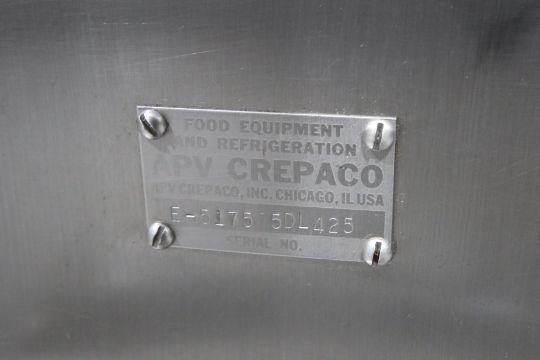 FOOD EQUIPMENT
AND REFRIGERATION
APV CREPACO
APV CREPACO, INC. CHICAGO, IL USA
E-5175 5DL425
SERIAL NO.